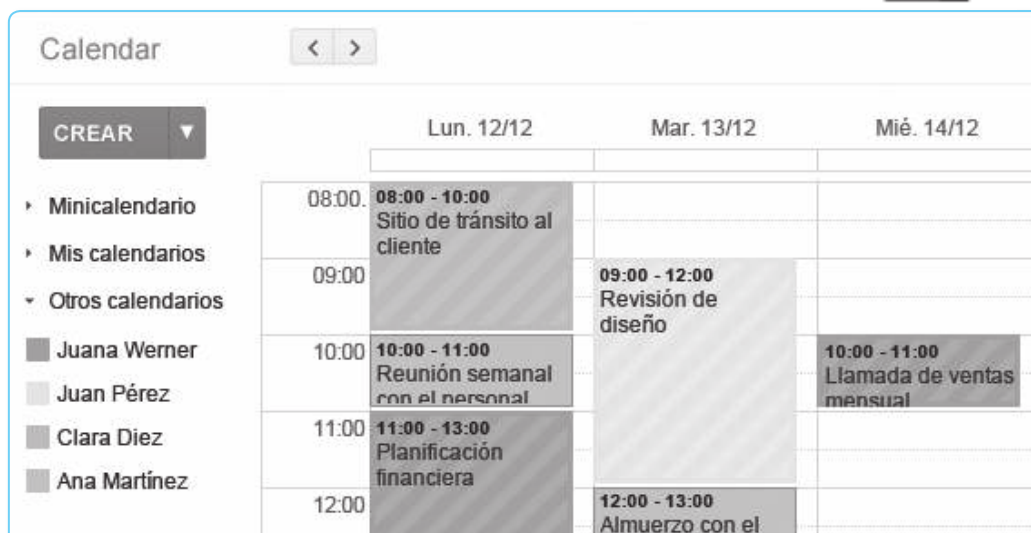 Calendar
< >
CREAR ▼
Lun. 12/12 Mar. 13/12 Mié. 14/12
Minicalendario
Mis calendarios
Otros calendarios
Juana Werner
Juan Pérez
Clara Diez
Ana Martínez
08:00.
09:00
10:00
11:00
12:00
08:00 - 10:00
Sitio de tránsito al
cliente
10:00 - 11:00
Reunión semanal
con el personal
11:00 - 13:00
Planificación
financiera
09:00 - 12:00
Revisión de
diseño
12:00 - 13:00
Almuerzo con el
10:00 - 11:00
Llamada de ventas
mensual